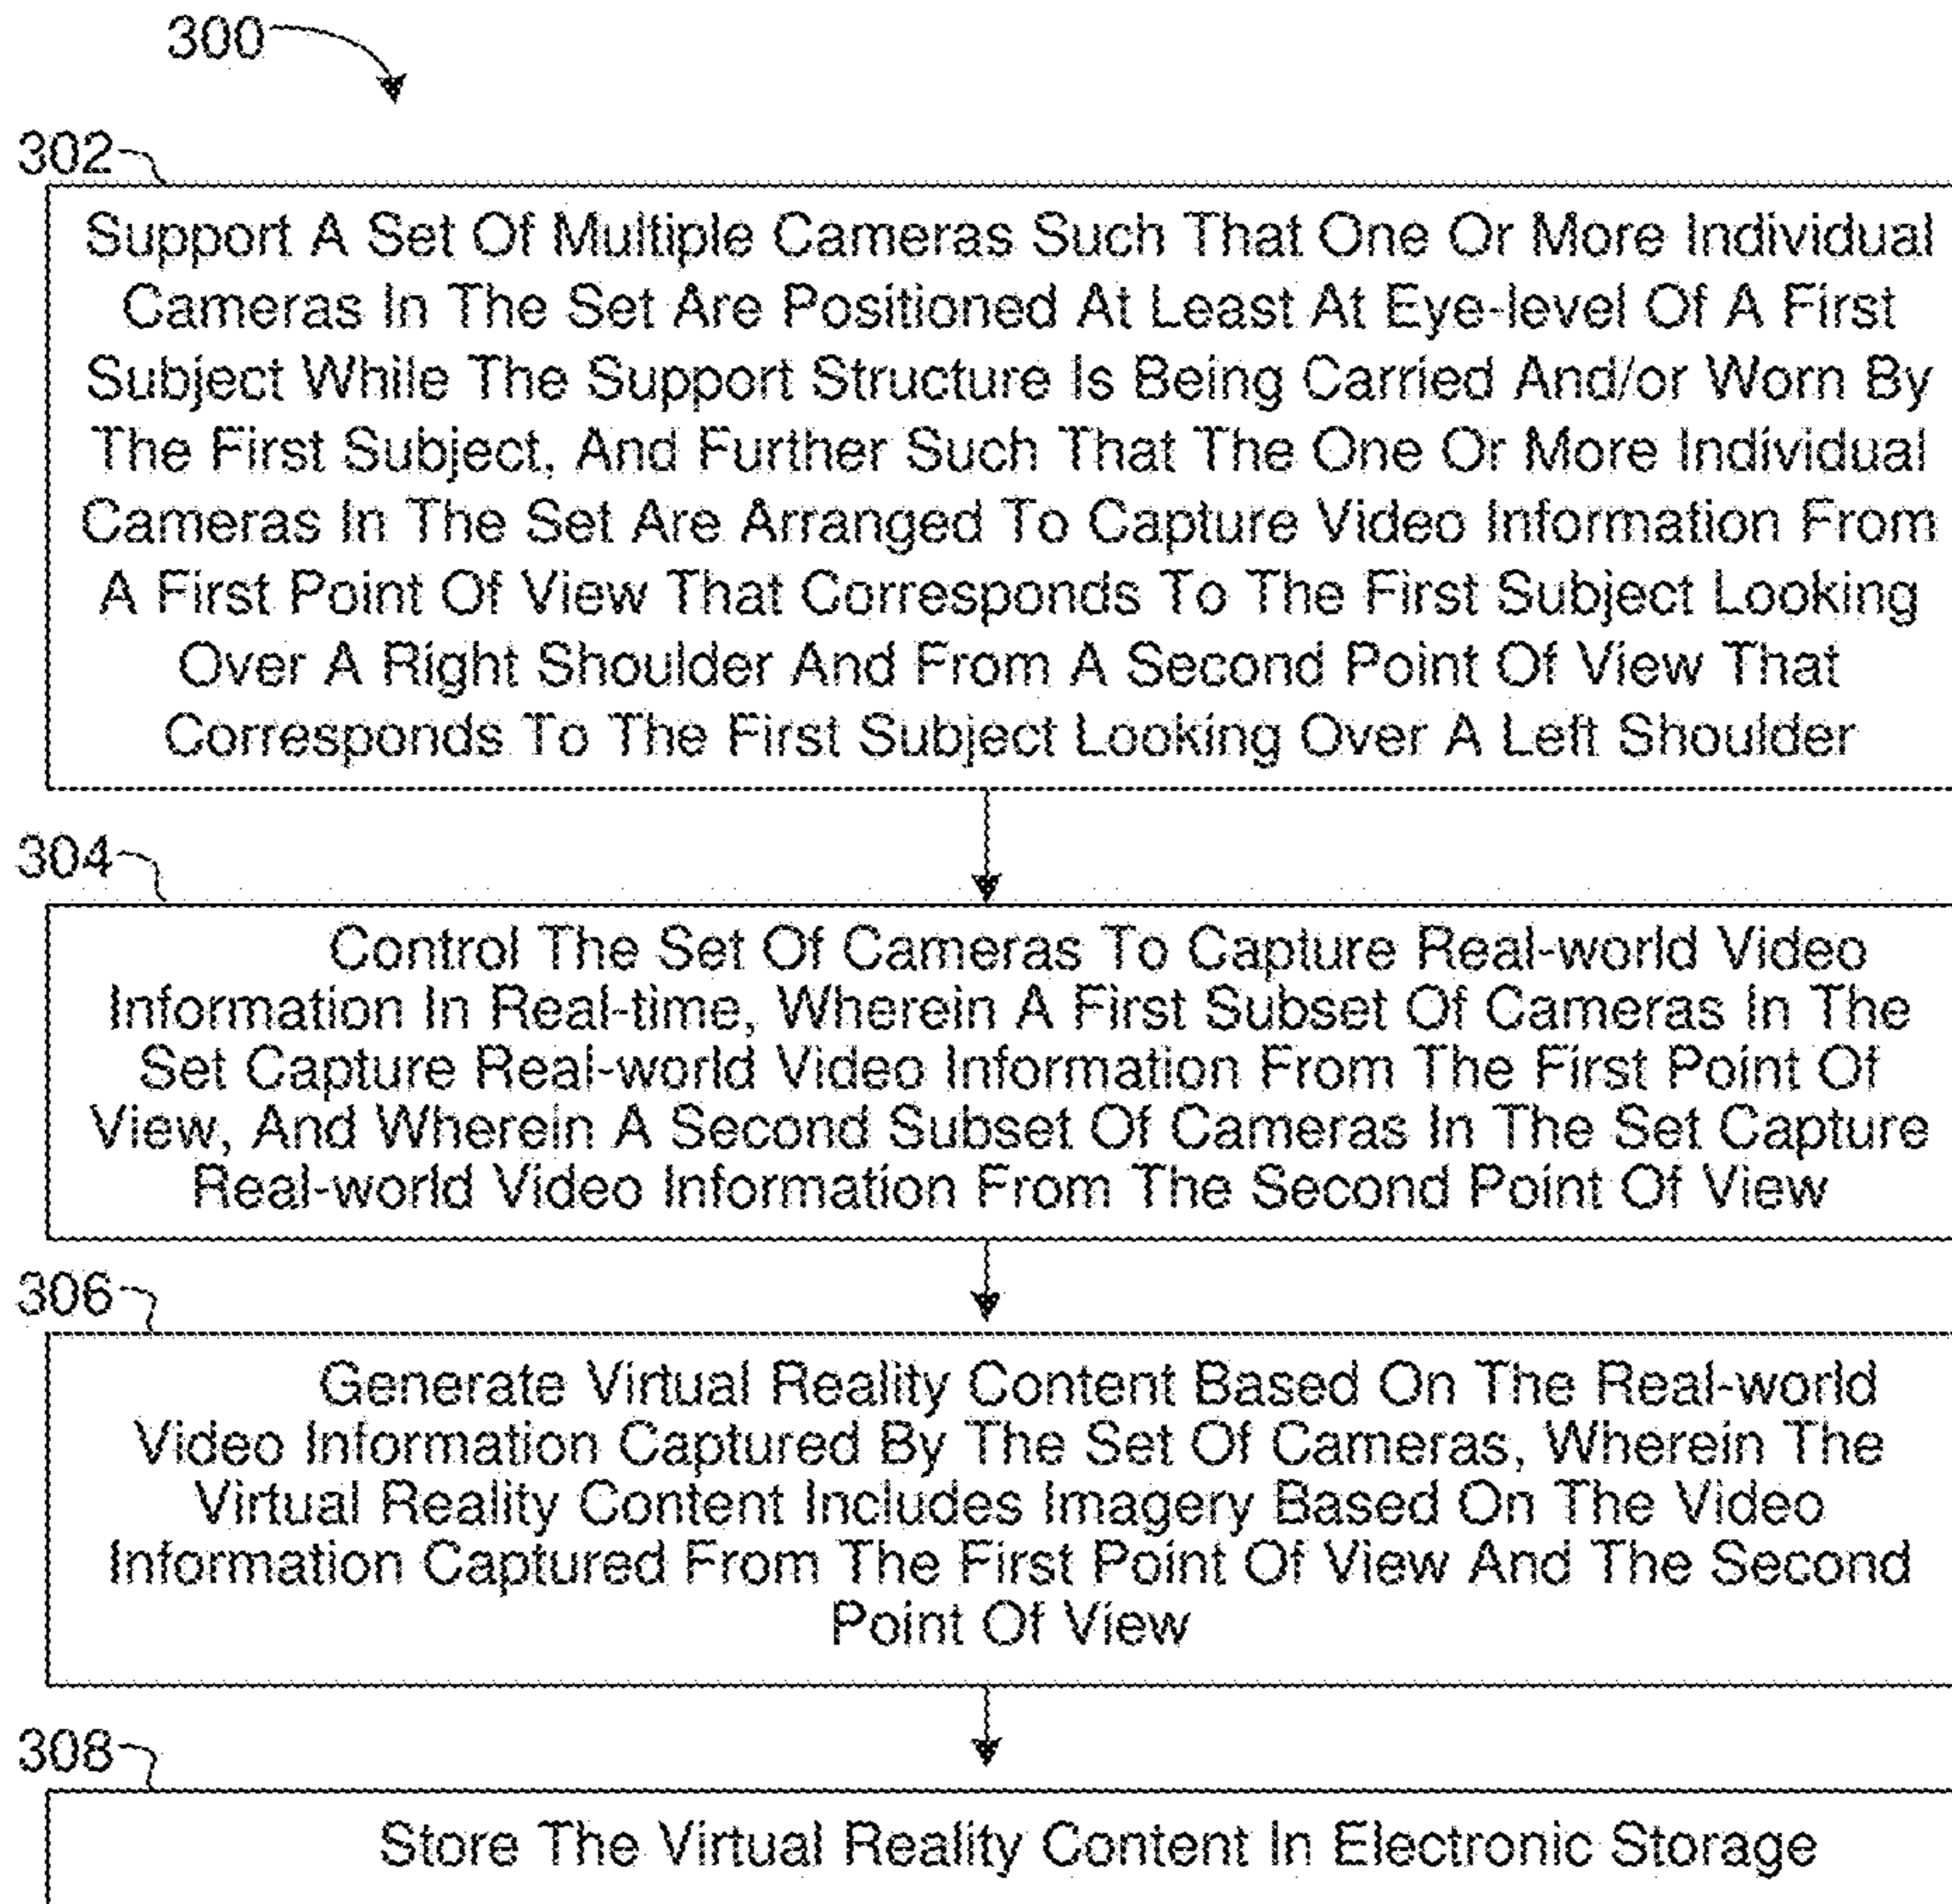 300
302
Support A Set Of Multiple Cameras Such That One Or More Individual
Cameras In The Set Are Positioned At Least At Eye-level Of A First
Subject While The Support Structure Is Being Carried And/or Worn By
The First Subject, And Further Such That The One Or More Individual
Cameras In The Set Are Arranged To Capture Video Information From
A First Point Of View That Corresponds To The First Subject Looking
Over A Right Shoulder And From A Second Point Of View That
Corresponds To The First Subject Looking Over A Left Shoulder
304
Control The Set Of Cameras To Capture Real-world Video
Information In Real-time, Wherein A First Subset Of Cameras In The
Set Capture Real-world Video Information From The First Point Of
View, And Wherein A Second Subset Of Cameras In The Set Capture
Real-world Video Information From The Second Point Of View
306
Generate Virtual Reality Content Based On The Real-world
Video Information Captured By The Set Of Cameras, Wherein The
Virtual Reality Content Includes Imagery Based On The Video
Information Captured From The First Point Of View And The Second
Point Of View
308
Store The Virtual Reality Content In Electronic Storage